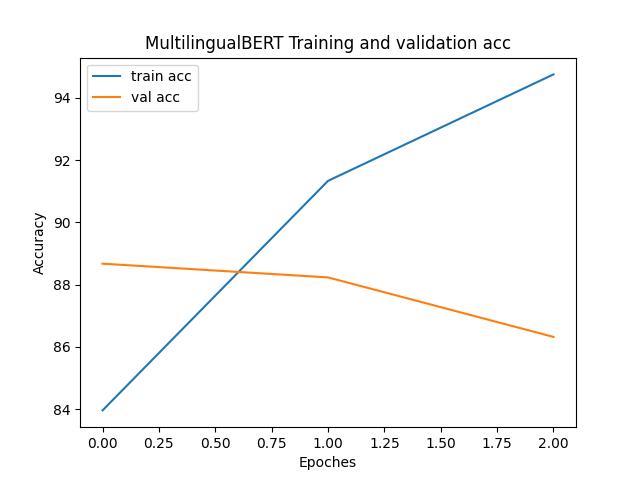 MultilingualBERT Training and validation acc
train acc
val acc
Accuracy
94
92
90
88
86
84
0.00 0.25 0.50 0.75 1.00 1.25 1.50 1.75 2.00
Epoches